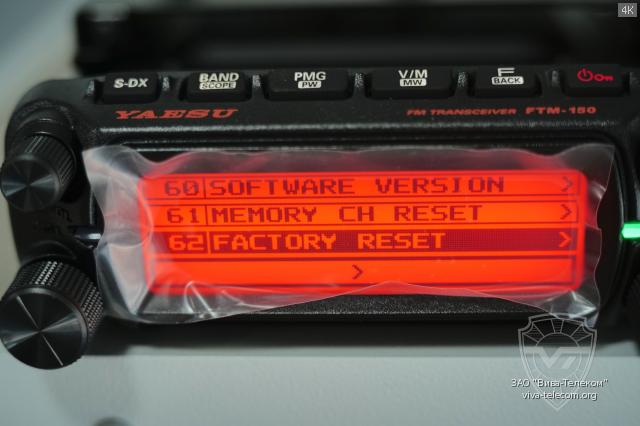 4K
S-DX
BAND
SCOPE
PMG
PW
V/M
MW
F
BACK
YAESU
FM TRANSCEIVER FTM-150
60 SOFTWARE VERSION >
61 MEMORY CH RESET >
62 FACTORY RESET >
>
ЗАО "Вива-Телеком"
viva-telecom.org